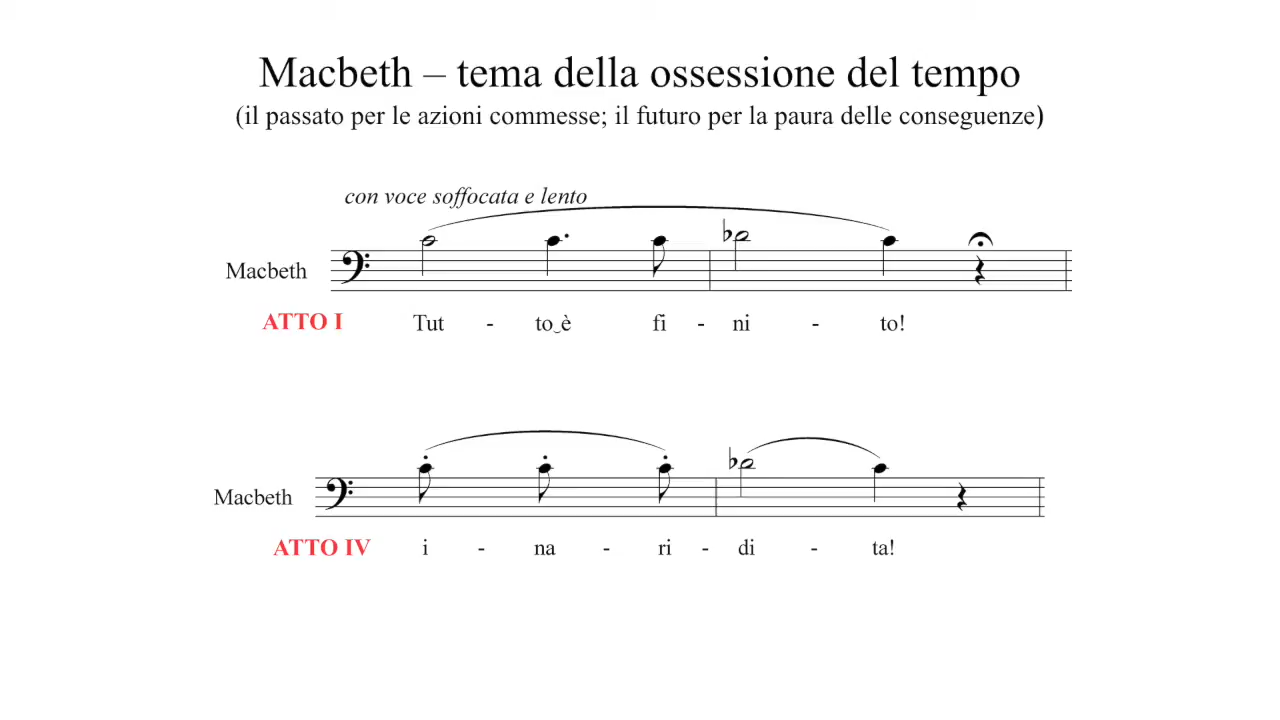 Macbeth – tema della ossessione del tempo
(il passato per le azioni commesse; il futuro per la paura delle conseguenze)
con voce soffocata e lento
Macbeth
ATTO I Tut - to‿è fi - ni - to!
Macbeth
ATTO IV i - na - ri - di - ta!